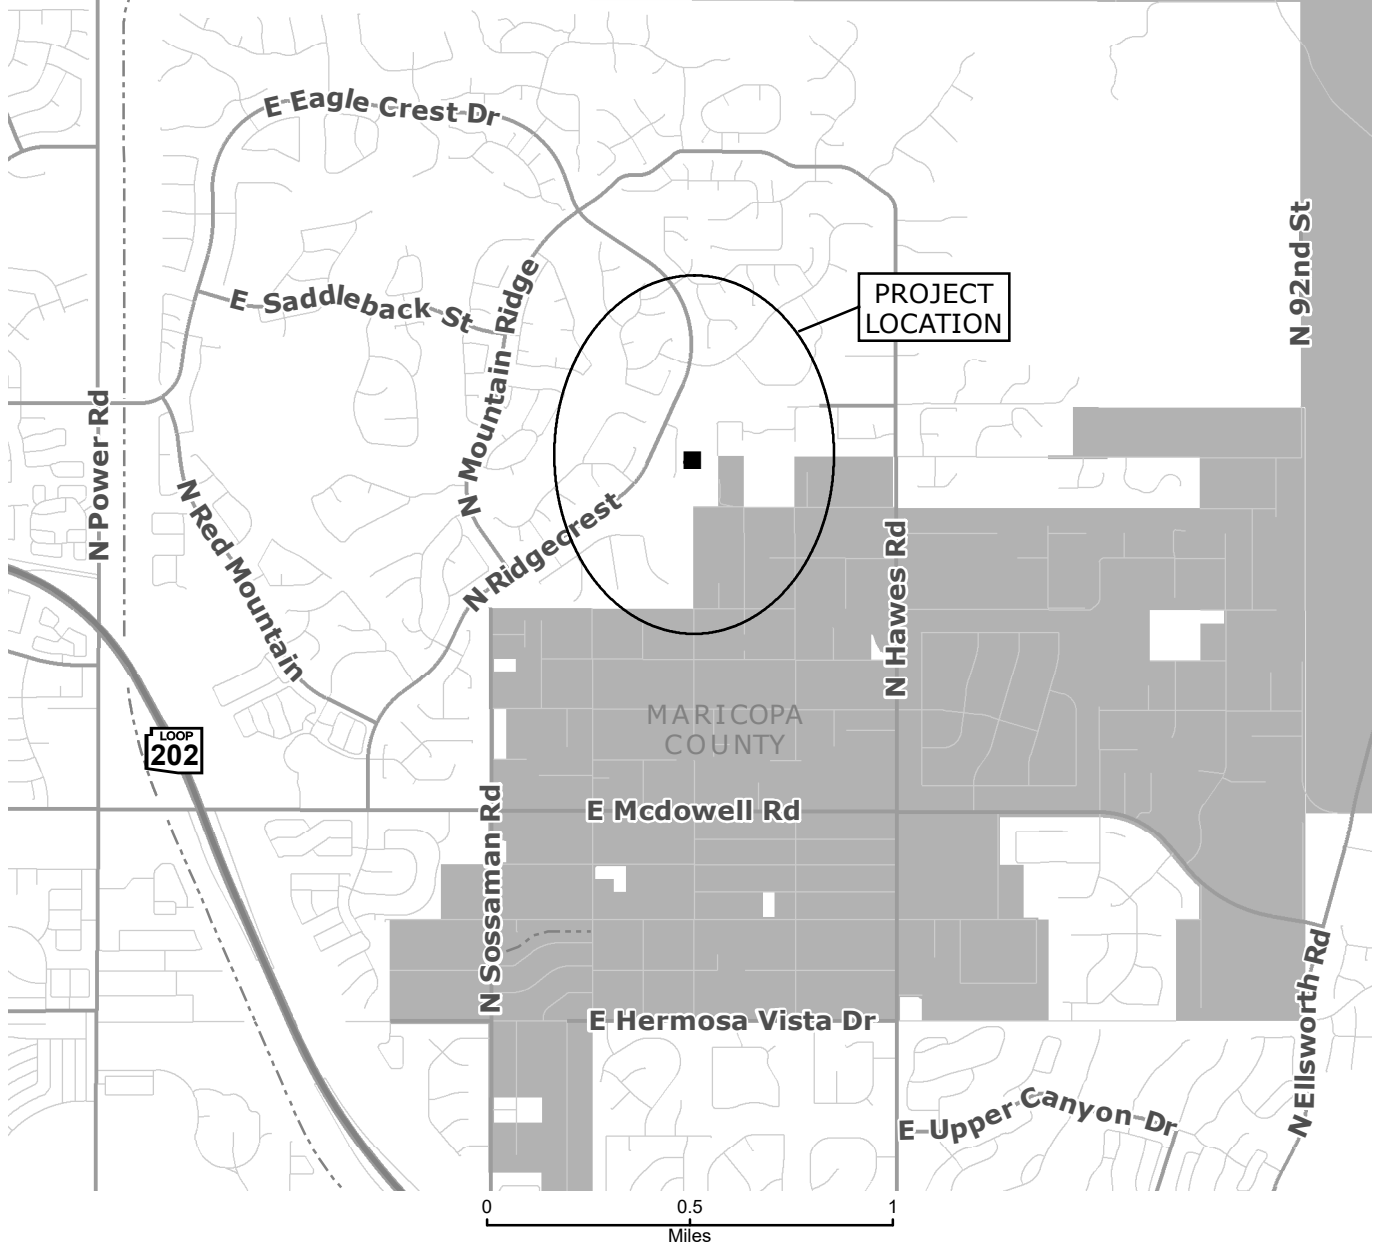 E Eagle Crest Dr
N 92nd St
E Saddleback St
N Mountain Ridge
PROJECT
LOCATION
N Power Rd
N Red Mountain
N Ridgecrest
N Hawes Rd
MARICOPA
COUNTY
LOOP
202
N Sossaman Rd
E Mcdowell Rd
E Hermosa Vista Dr
N Ellsworth Rd
E Upper Canyon Dr
0 0.5 1
Miles